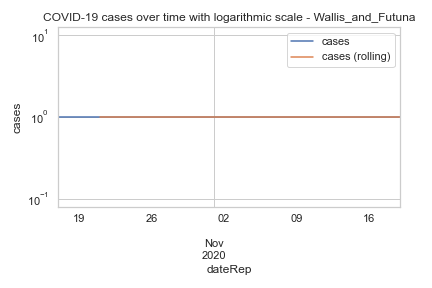 COVID-19 cases over time with logarithmic scale - Wallis_and_Futuna
cases
cases (rolling)
10¹
10⁰
10⁻¹
cases
19 26 02 09 16
Nov
2020
dateRep